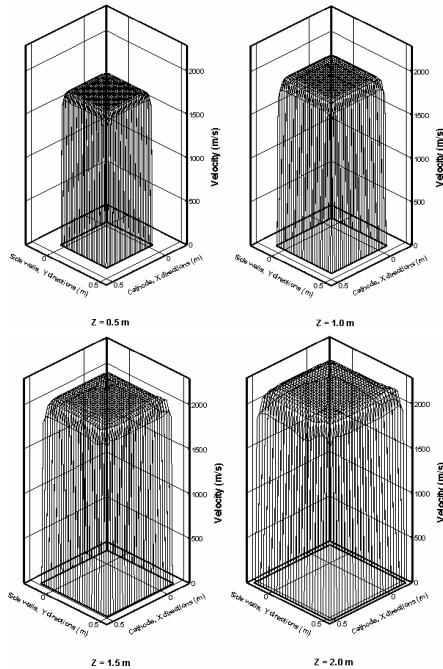 2000
1500
1000
500
0
Velocity (m/s)
Side walls, Y directions (m)
0
0.5
Cathode, X directions (m)
0
0.5
Z = 0.5 m
2000
1500
1000
500
0
Velocity (m/s)
Side walls, Y directions (m)
0
0.5
Cathode, X directions (m)
0
0.5
Z = 1.0 m
2000
1500
1000
500
0
Velocity (m/s)
Side walls, Y directions (m)
0
0.5
Cathode, X directions (m)
0
0.5
Z = 1.5 m
2000
1500
1000
500
0
Velocity (m/s)
Side walls, Y directions (m)
0
0.5
Cathode, X directions (m)
0
0.5
Z = 2.0 m